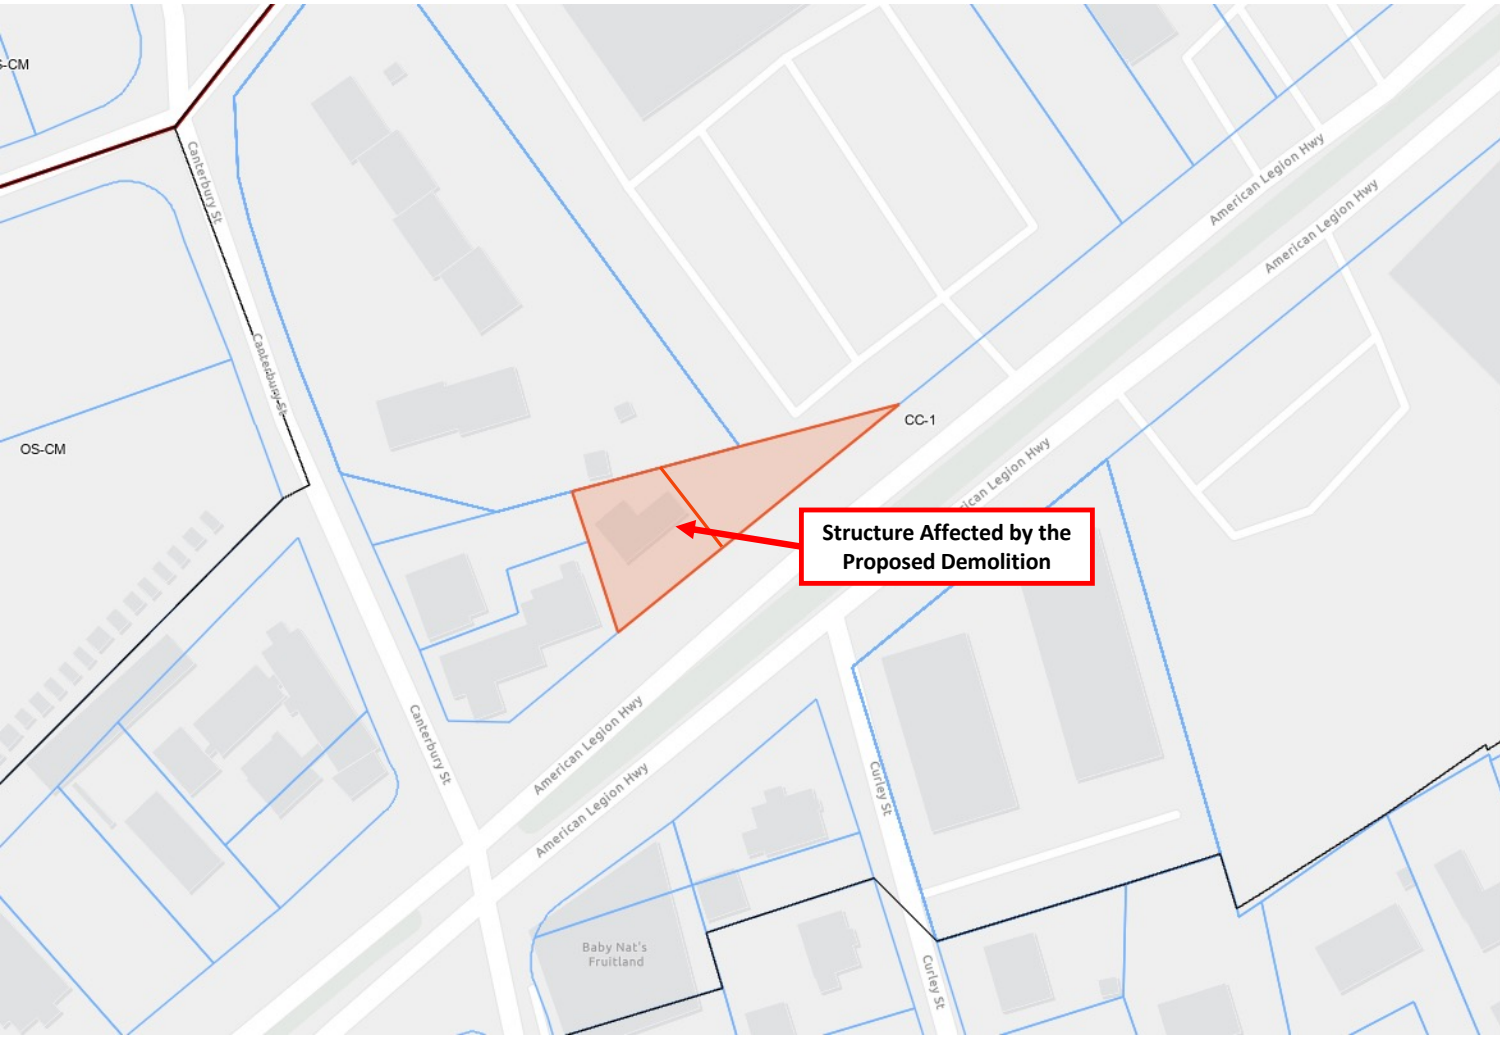 S-CM
Canterbury St
American Legion Hwy
American Legion Hwy
Canterbury St
CC-1
OS-CM
American Legion Hwy
Structure Affected by the
Proposed Demolition
Canterbury St
American Legion Hwy
American Legion Hwy
Curley St
Baby Nat's
Fruitland
Curley St